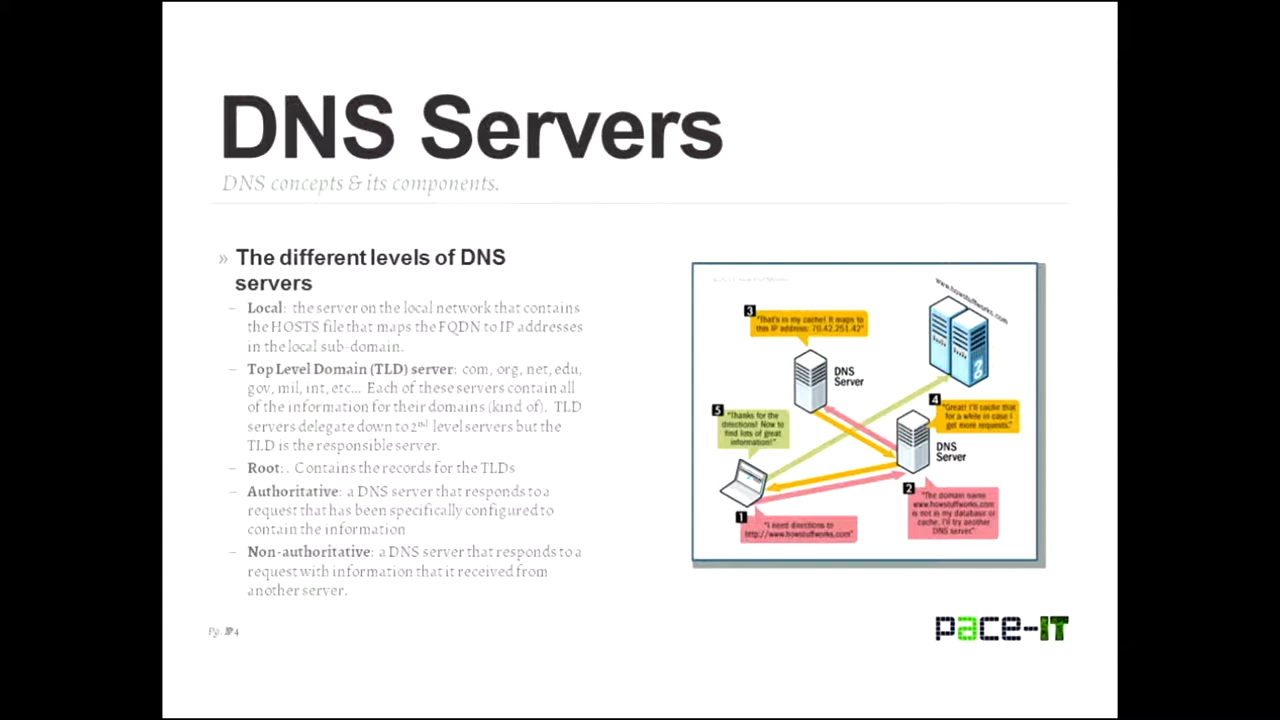 DNS Servers
DNS concepts & its components.
» The different levels of DNS
servers
– Local: the server on the local network that contains
the HOSTS file that maps the FQDN to IP addresses
in the local sub-domain.
– Top Level Domain (TLD) server: com, org, net, edu,
gov, mil, int, etc... Each of these servers contain all
of the information for their domains (kind of). TLD
servers delegate down to 2nd level servers but the
TLD is the responsible server.
– Root: . Contains the records for the TLDs
– Authoritative: a DNS server that responds to a
request that has been specifically configured to
contain the information
– Non-authoritative: a DNS server that responds to a
request with information that it received from
another server.
www.howstuffworks.com
3
"That's in my cache! It maps to
this IP address: 70.42.251.42"
DNS
Server
4
"Great! I'll cache that
for a while in case I
get more requests."
5
"Thanks for the
directions! Now to
find lots of great
information!"
DNS
Server
2
"The domain name
www.howstuffworks.com
is not in my database or
cache, I'll try another
DNS server."
1
"I need directions to
http://www.howstuffworks.com"
Pg. 4
pace-IT